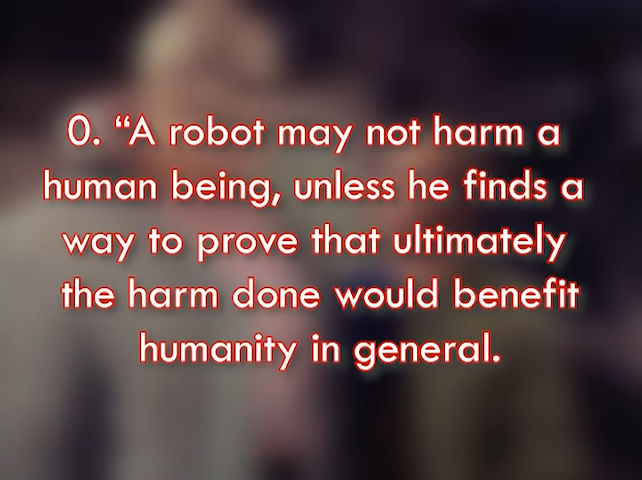 0. “A robot may not harm a
human being, unless he finds a
way to prove that ultimately
the harm done would benefit
humanity in general.